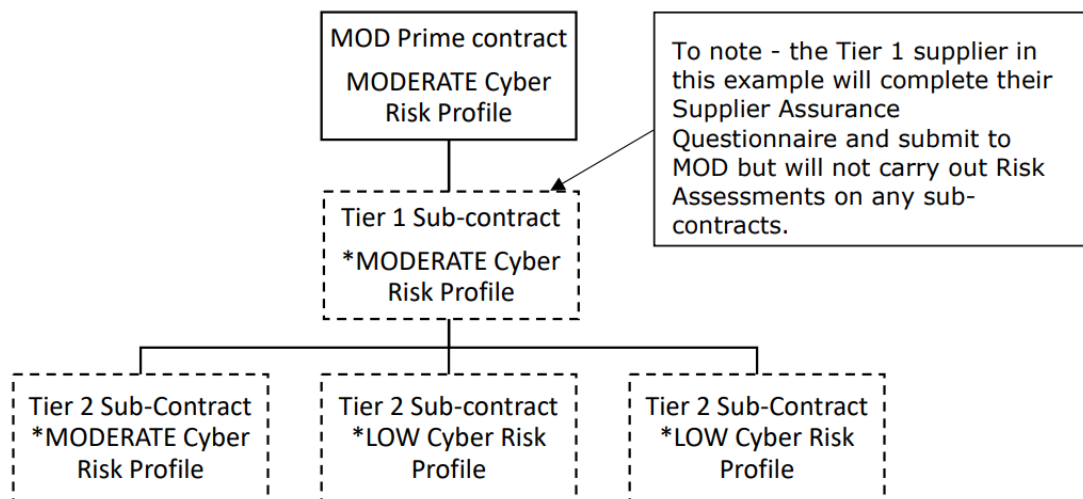 MOD Prime contract
MODERATE Cyber
Risk Profile
To note - the Tier 1 supplier in
this example will complete their
Supplier Assurance
Questionnaire and submit to
MOD but will not carry out Risk
Assessments on any sub-
contracts.
Tier 1 Sub-contract
*MODERATE Cyber
Risk Profile
Tier 2 Sub-Contract
*MODERATE Cyber
Risk Profile
Tier 2 Sub-contract
*LOW Cyber Risk
Profile
Tier 2 Sub-Contract
*LOW Cyber Risk
Profile